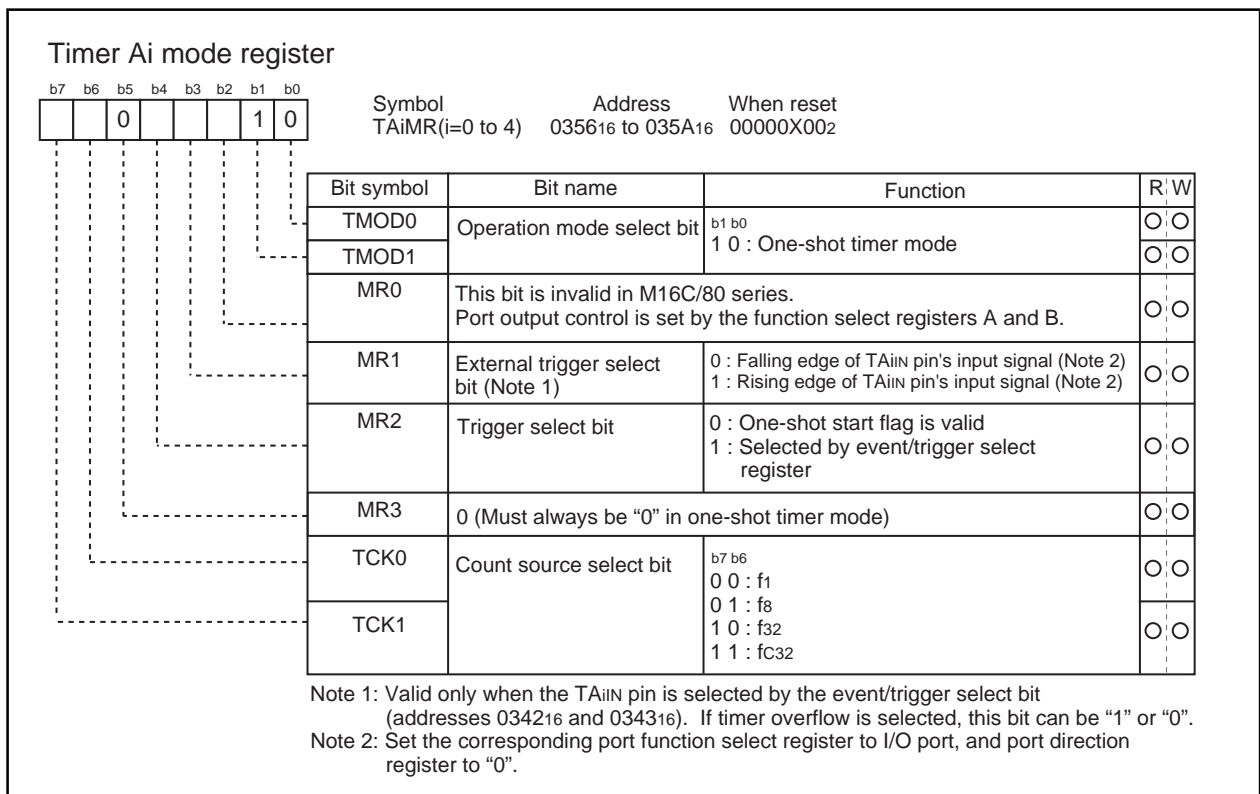 Timer Ai mode register
b7 b6 b5 b4 b3 b2 b1 b0
0 1 0
Symbol Address When reset
TAiMR(i=0 to 4) 035616 to 035A16 00000X002
Bit symbol Bit name Function R W
TMOD0 Operation mode select bit b1 b0
1 0 : One-shot timer mode
TMOD1
MR0 This bit is invalid in M16C/80 series.
Port output control is set by the function select registers A and B.
MR1 External trigger select bit (Note 1) 0 : Falling edge of TAiIN pin's input signal (Note 2)
1 : Rising edge of TAiIN pin's input signal (Note 2)
MR2 Trigger select bit 0 : One-shot start flag is valid
1 : Selected by event/trigger select
register
MR3 0 (Must always be “0” in one-shot timer mode)
TCK0 Count source select bit b7 b6
0 0 : f1
0 1 : f8
TCK1 1 0 : f32
1 1 : fC32
Note 1: Valid only when the TAiIN pin is selected by the event/trigger select bit
(addresses 034216 and 034316). If timer overflow is selected, this bit can be “1” or “0”.
Note 2: Set the corresponding port function select register to I/O port, and port direction
register to “0”.